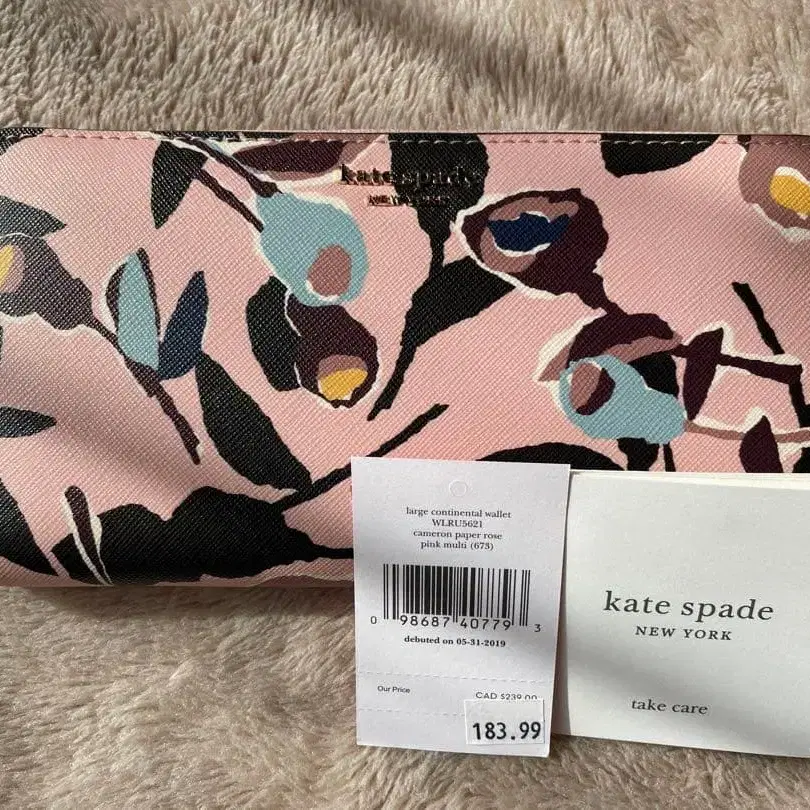 kate spade
NEW YORK
large continental wallet
WLRU5621
cameron paper rose
pink multi (673)
0 98687 40779 3
debuted on 05-31-2019
Our Price CAD $239.00
183.99
kate spade
NEW YORK
take care